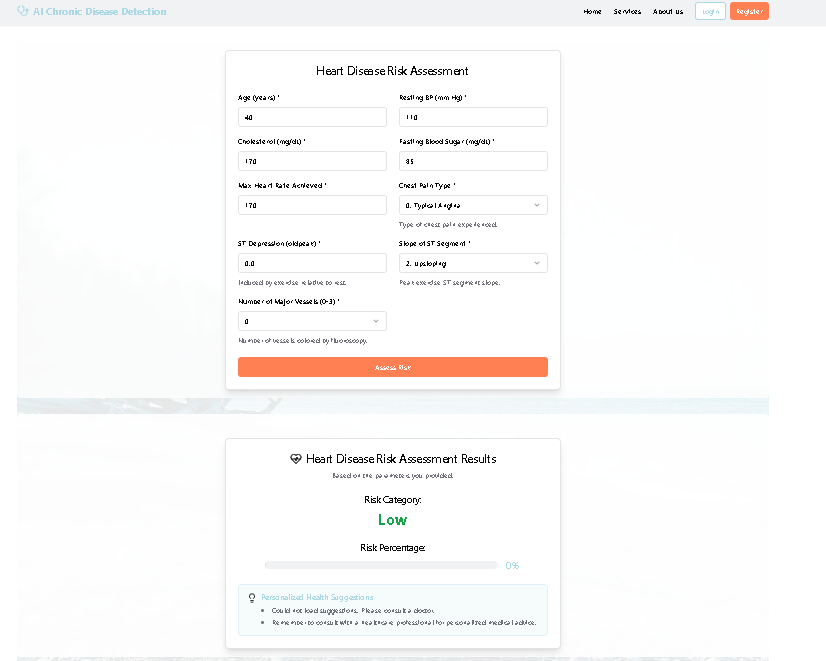 AI Chronic Disease Detection
Home Services About us Login Register
Heart Disease Risk Assessment
Age (years) * Resting BP (mm Hg) *
40 110
Cholesterol (mg/dL) * Fasting Blood Sugar (mg/dL) *
170 85
Max Heart Rate Achieved * Chest Pain Type *
170 0. Typical Angina
Type of chest pain experienced.
ST Depression (oldpeak) * Slope of ST Segment *
0.0 2. Upsloping
Induced by exercise relative to rest. Peak exercise ST segment slope.
Number of Major Vessels (0-3) *
0
Number of vessels colored by fluoroscopy.
Assess Risk
Heart Disease Risk Assessment Results
Based on the parameters you provided.
Risk Category:
Low
Risk Percentage:
0%
Personalized Health Suggestions
Could not load suggestions. Please consult a doctor.
Remember to consult with a healthcare professional for personalized medical advice.